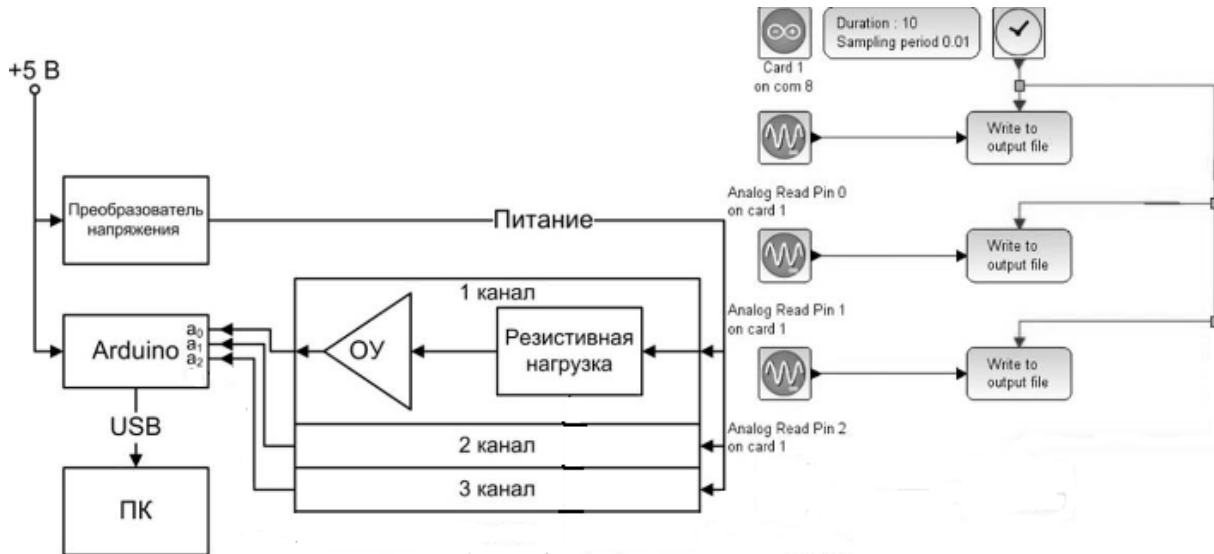 +5 В
Преобразователь
напряжения
Питание
1 канал
ОУ
Резистивная
нагрузка
Arduino
a0
a1
a2
2 канал
3 канал
USB
ПК
Duration : 10
Sampling period 0.01
Card 1
on com 8
Write to
output file
Analog Read Pin 0
on card 1
Write to
output file
Analog Read Pin 1
on card 1
Write to
output file
Analog Read Pin 2
on card 1